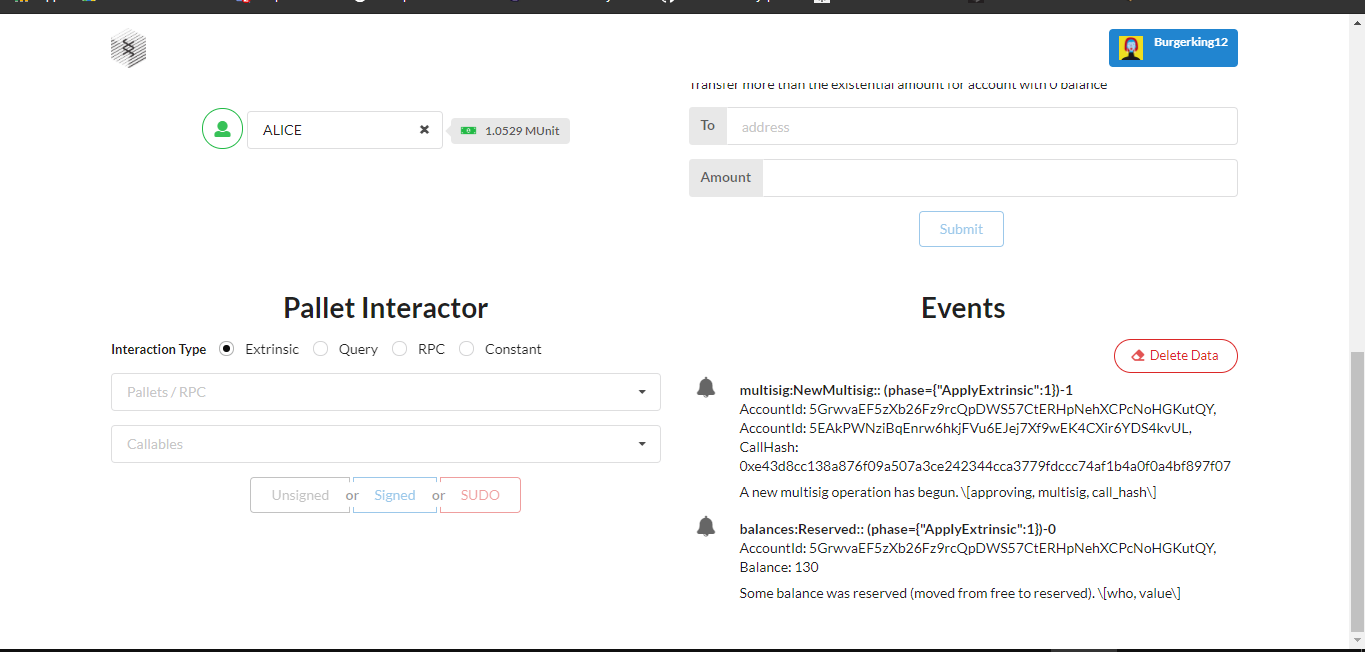 Burgerking12
Transfer more than the existential amount for account with 0 balance
ALICE
1.0529 MUnit
To
address
Amount
Submit
Pallet Interactor
Interaction Type
Extrinsic
Query
RPC
Constant
Pallets / RPC
Callables
Unsigned or Signed or SUDO
Events
Delete Data
multisig:NewMultisig:: (phase={"ApplyExtrinsic":1})-1
AccountId: 5GrwvaEF5zXb26Fz9rcQpDWS57CtERHpNehXCPcNoHGKutQY,
AccountId: 5EAkPWNziBqEnrw6hkjFVu6EJej7Xf9wEK4CXir6YDS4kvUL,
CallHash:
0xe43d8cc138a876f09a507a3ce242344cca3779fdccc74af1b4a0f0a4bf897f07
A new multisig operation has begun. \[approving, multisig, call_hash\]
balances:Reserved:: (phase={"ApplyExtrinsic":1})-0
AccountId: 5GrwvaEF5zXb26Fz9rcQpDWS57CtERHpNehXCPcNoHGKutQY,
Balance: 130
Some balance was reserved (moved from free to reserved). \[who, value\]